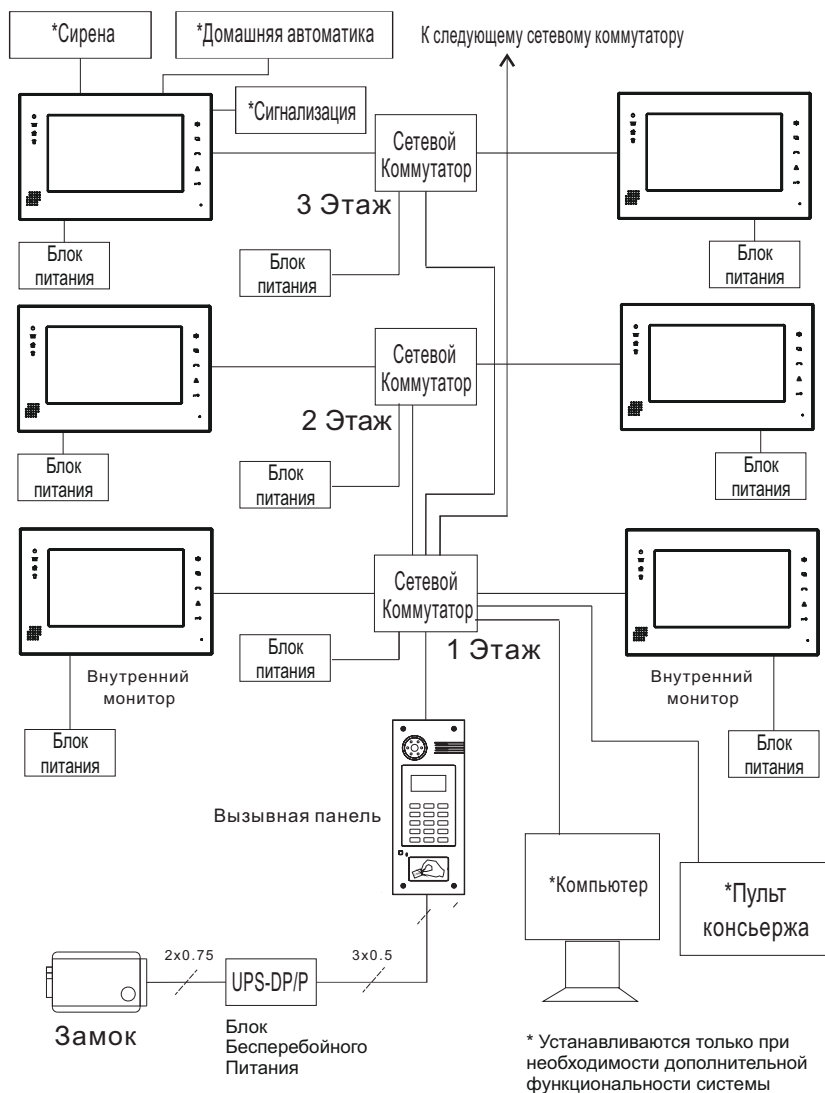 *Сирена
*Домашняя автоматика
К следующему сетевому коммутатору
*Сигнализация
Сетевой
Коммутатор
3 Этаж
Блок
питания
Блок
питания
Блок
питания
Сетевой
Коммутатор
2 Этаж
Блок
питания
Блок
питания
Блок
питания
Сетевой
Коммутатор
1 Этаж
Блок
питания
Внутренний
монитор
Внутренний
монитор
Блок
питания
Блок
питания
Вызывная панель
*Компьютер
*Пульт
консьержа
2x0.75
UPS-DP/P
3x0.5
Замок
Блок
Бесперебойного
Питания
* Устанавливаются только при
необходимости дополнительной
функциональности системы